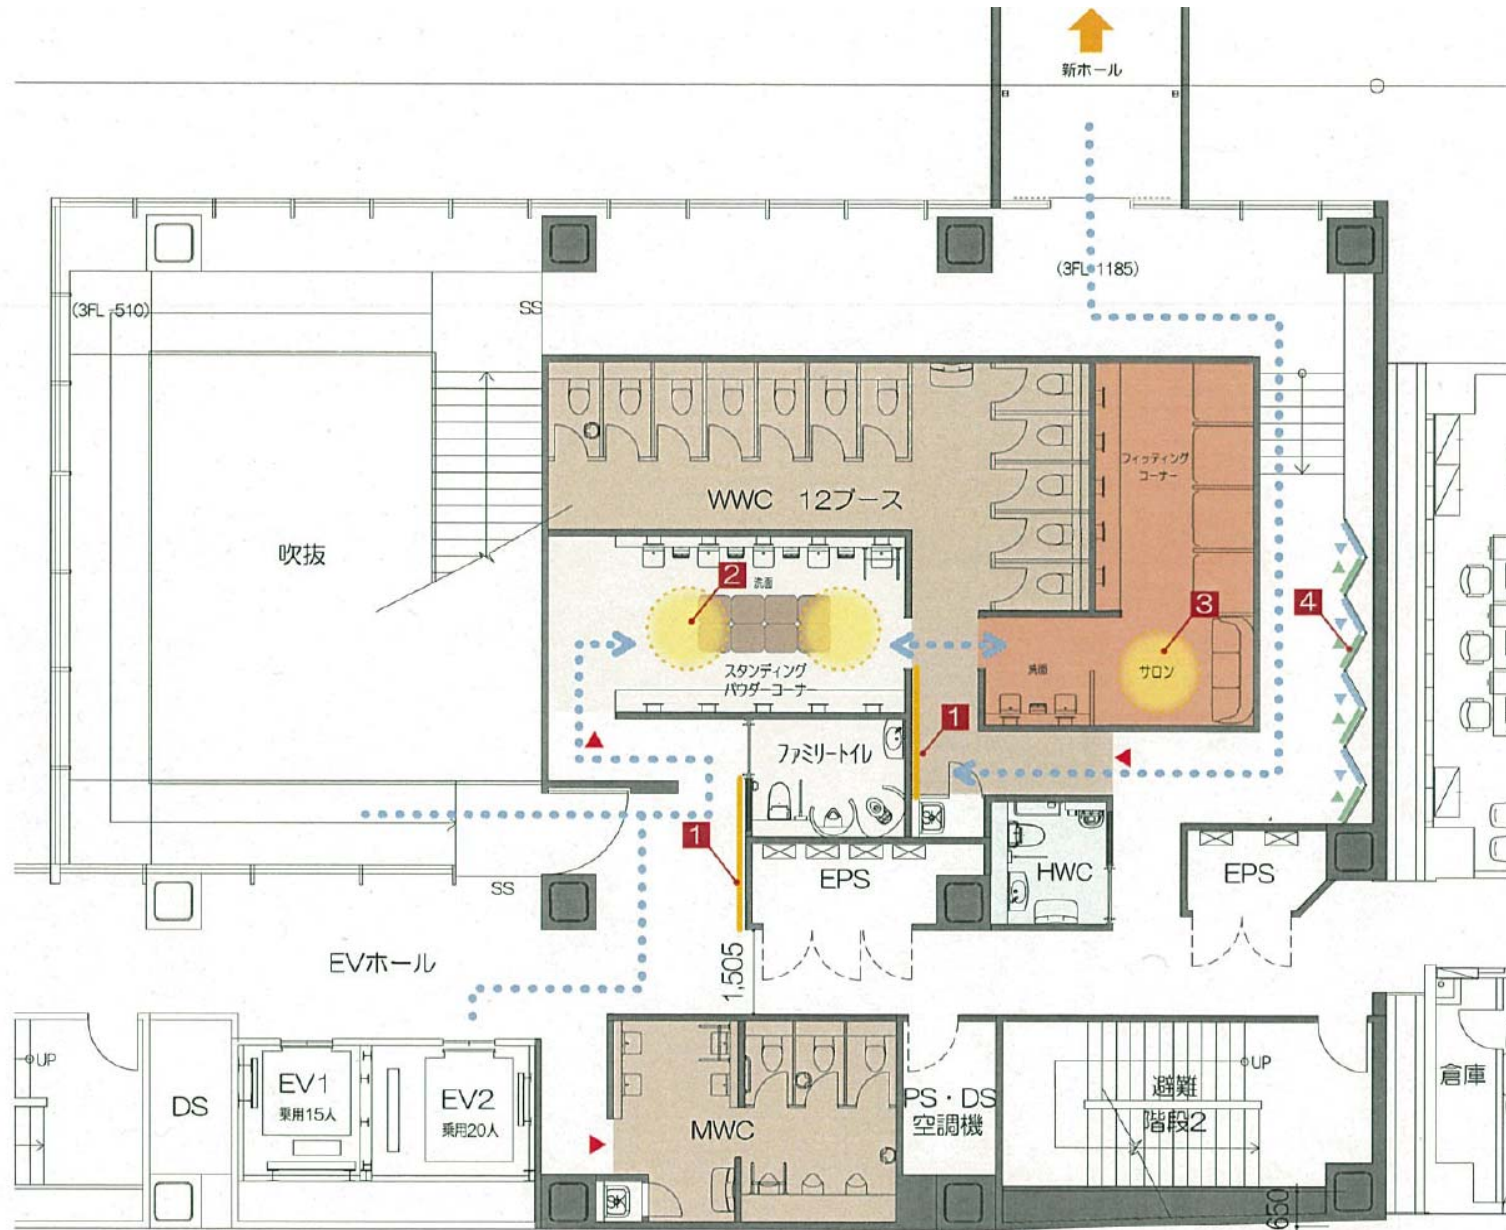 新ホール
(3FL-1185)
(3FL-510)
SS
フィッティング
コーナー
WWC 12ブース
吹抜
2
洗面
3
4
スタンディング
パウダーコーナー
洗面
サロン
1
ファミリートイレ
SK
1
EPS
HWC
EPS
SS
EVホール
1,505
UP
EV1
乗用15人
EV2
乗用20人
DS
MWC
PS・DS
空調機
UP
避難
階段2
倉庫
SK
650